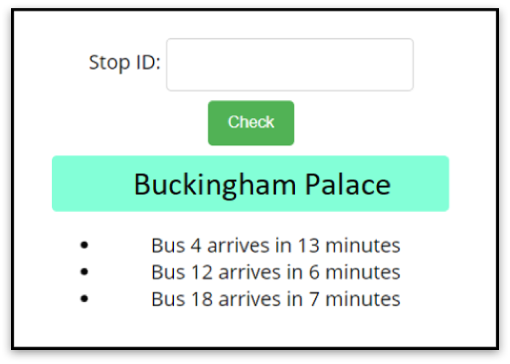 Stop ID:
Check
Buckingham Palace
• Bus 4 arrives in 13 minutes
• Bus 12 arrives in 6 minutes
• Bus 18 arrives in 7 minutes